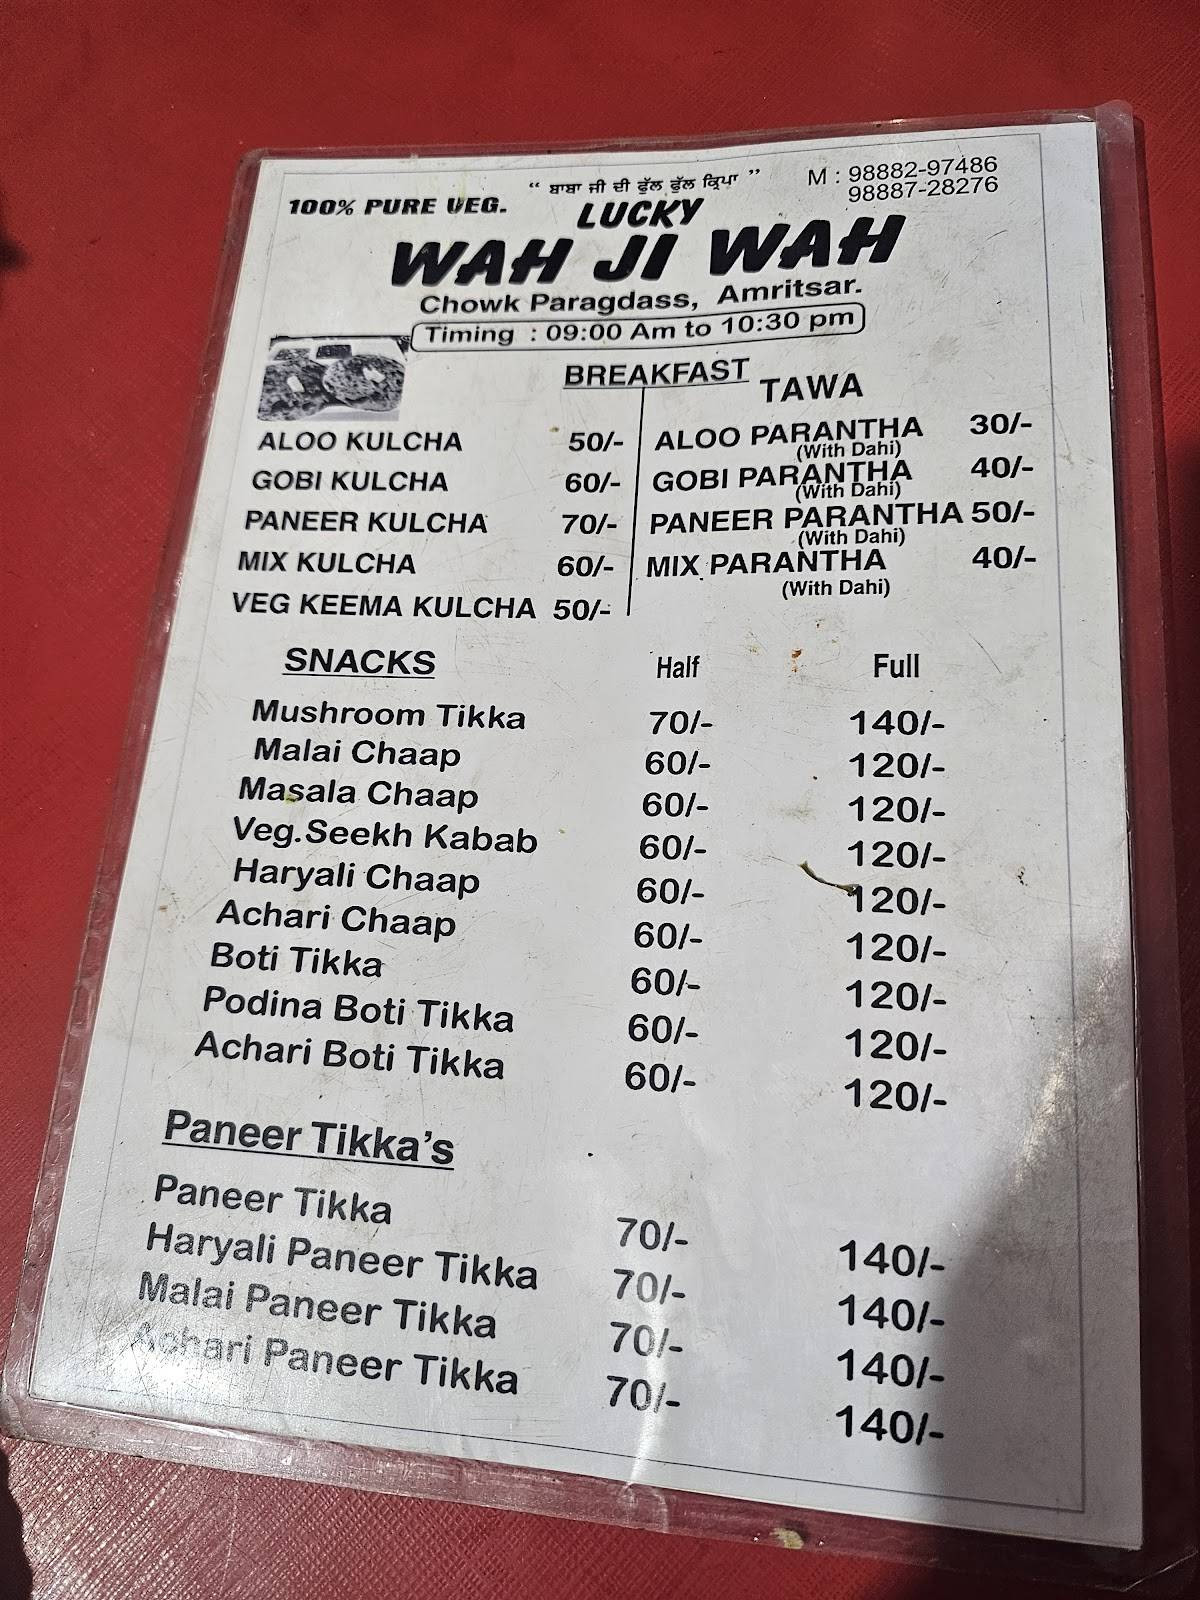 “ ਬਾਬਾ ਜੀ ਦੀ ਫੁੱਲ ਫੁੱਲ ਕ੍ਰਿਪਾ ”
M : 98882-97486
98887-28276
100% PURE VEG.
LUCKY
WAH JI WAH
Chowk Paragdass, Amritsar.
Timing : 09:00 Am to 10:30 pm
BREAKFAST
ALOO KULCHA 50/-
GOBI KULCHA 60/-
PANEER KULCHA 70/-
MIX KULCHA 60/-
VEG KEEMA KULCHA 50/-
TAWA
ALOO PARANTHA 30/-
(With Dahi)
GOBI PARANTHA 40/-
(With Dahi)
PANEER PARANTHA 50/-
(With Dahi)
MIX PARANTHA 40/-
(With Dahi)
SNACKS Half Full
Mushroom Tikka 70/- 140/-
Malai Chaap 60/- 120/-
Masala Chaap 60/- 120/-
Veg.Seekh Kabab 60/- 120/-
Haryali Chaap 60/- 120/-
Achari Chaap 60/- 120/-
Boti Tikka 60/- 120/-
Podina Boti Tikka 60/- 120/-
Achari Boti Tikka 60/- 120/-
Paneer Tikka's
Paneer Tikka 70/- 140/-
Haryali Paneer Tikka 70/- 140/-
Malai Paneer Tikka 70/- 140/-
Achari Paneer Tikka 70/- 140/-